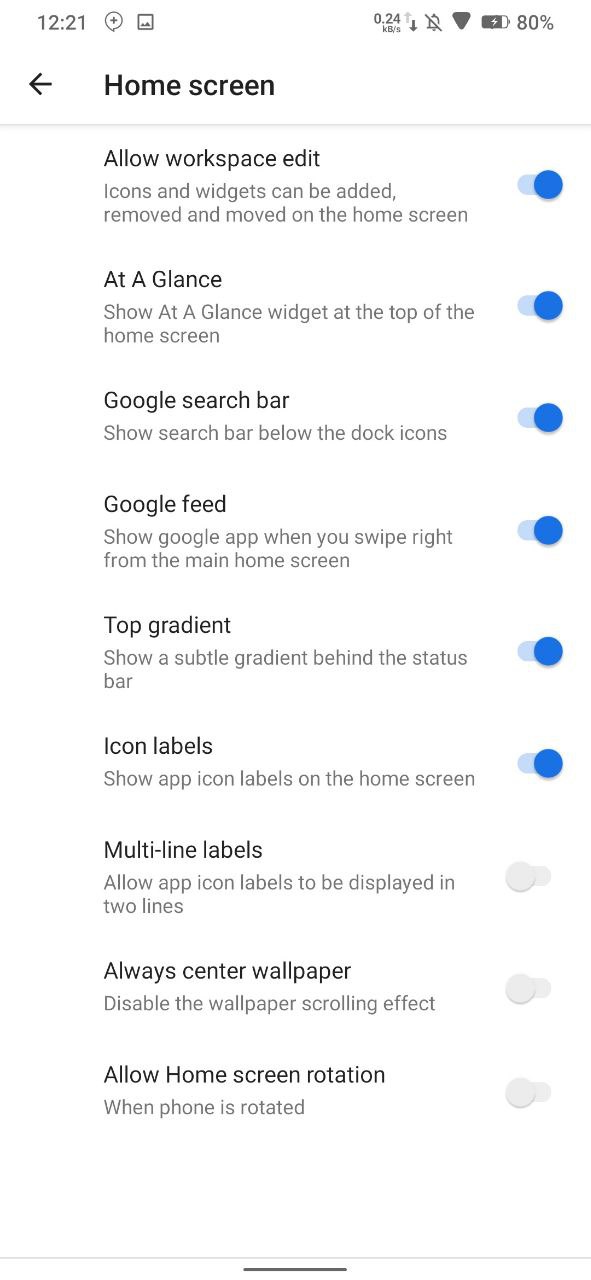 12:21 0.24 kB/s 80%
Home screen
Allow workspace edit
Icons and widgets can be added,
removed and moved on the home screen
At A Glance
Show At A Glance widget at the top of the
home screen
Google search bar
Show search bar below the dock icons
Google feed
Show google app when you swipe right
from the main home screen
Top gradient
Show a subtle gradient behind the status
bar
Icon labels
Show app icon labels on the home screen
Multi-line labels
Allow app icon labels to be displayed in
two lines
Always center wallpaper
Disable the wallpaper scrolling effect
Allow Home screen rotation
When phone is rotated